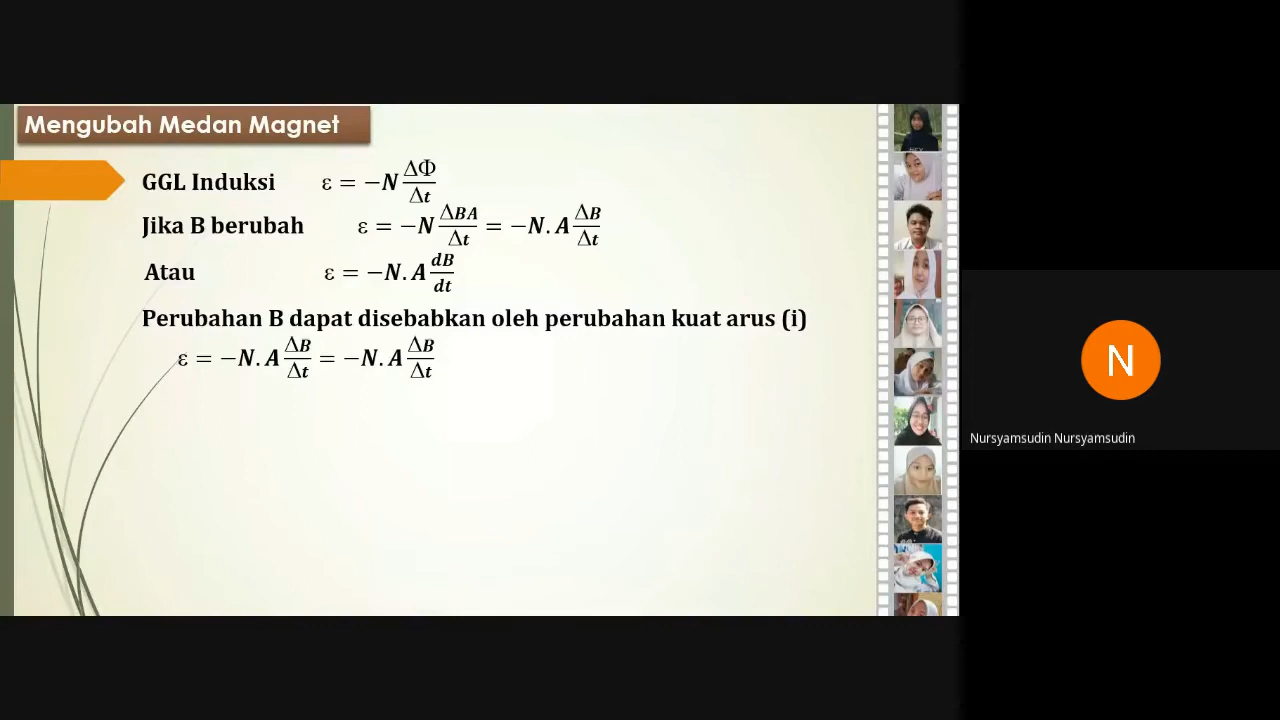 Mengubah Medan Magnet
GGL Induksi ε = −N ΔΦ/Δt
Jika B berubah ε = −N ΔBA/Δt = −N.A ΔB/Δt
Atau ε = −N.A dB/dt
Perubahan B dapat disebabkan oleh perubahan kuat arus (i)
ε = −N.A ΔB/Δt = −N.A ΔB/Δt
N
Nursyamsudin Nursyamsudin